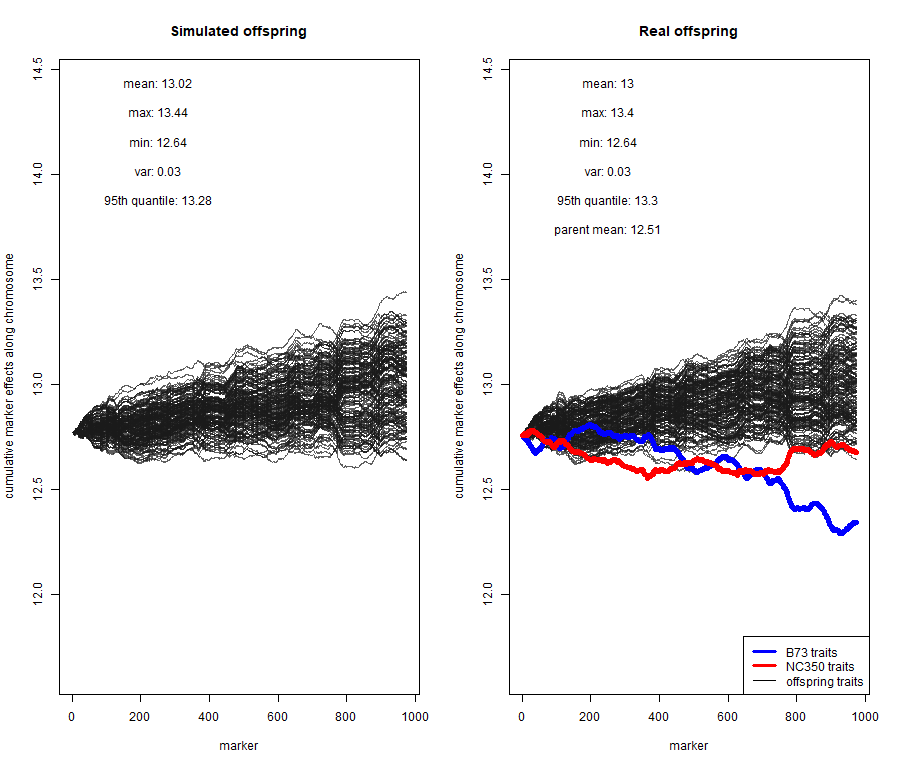 Simulated offspring
mean: 13.02
max: 13.44
min: 12.64
var: 0.03
95th quantile: 13.28
cumulative marker effects along chromosome
14.5
14.0
13.5
13.0
12.5
12.0
0 200 400 600 800 1000
marker
Real offspring
mean: 13
max: 13.4
min: 12.64
var: 0.03
95th quantile: 13.3
parent mean: 12.51
cumulative marker effects along chromosome
14.5
14.0
13.5
13.0
12.5
12.0
B73 traits
NC350 traits
offspring traits
0 200 400 600 800 1000
marker